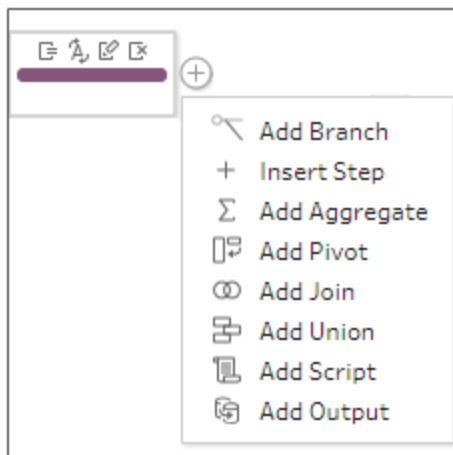 Add Branch
Insert Step
Add Aggregate
Add Pivot
Add Join
Add Union
Add Script
Add Output